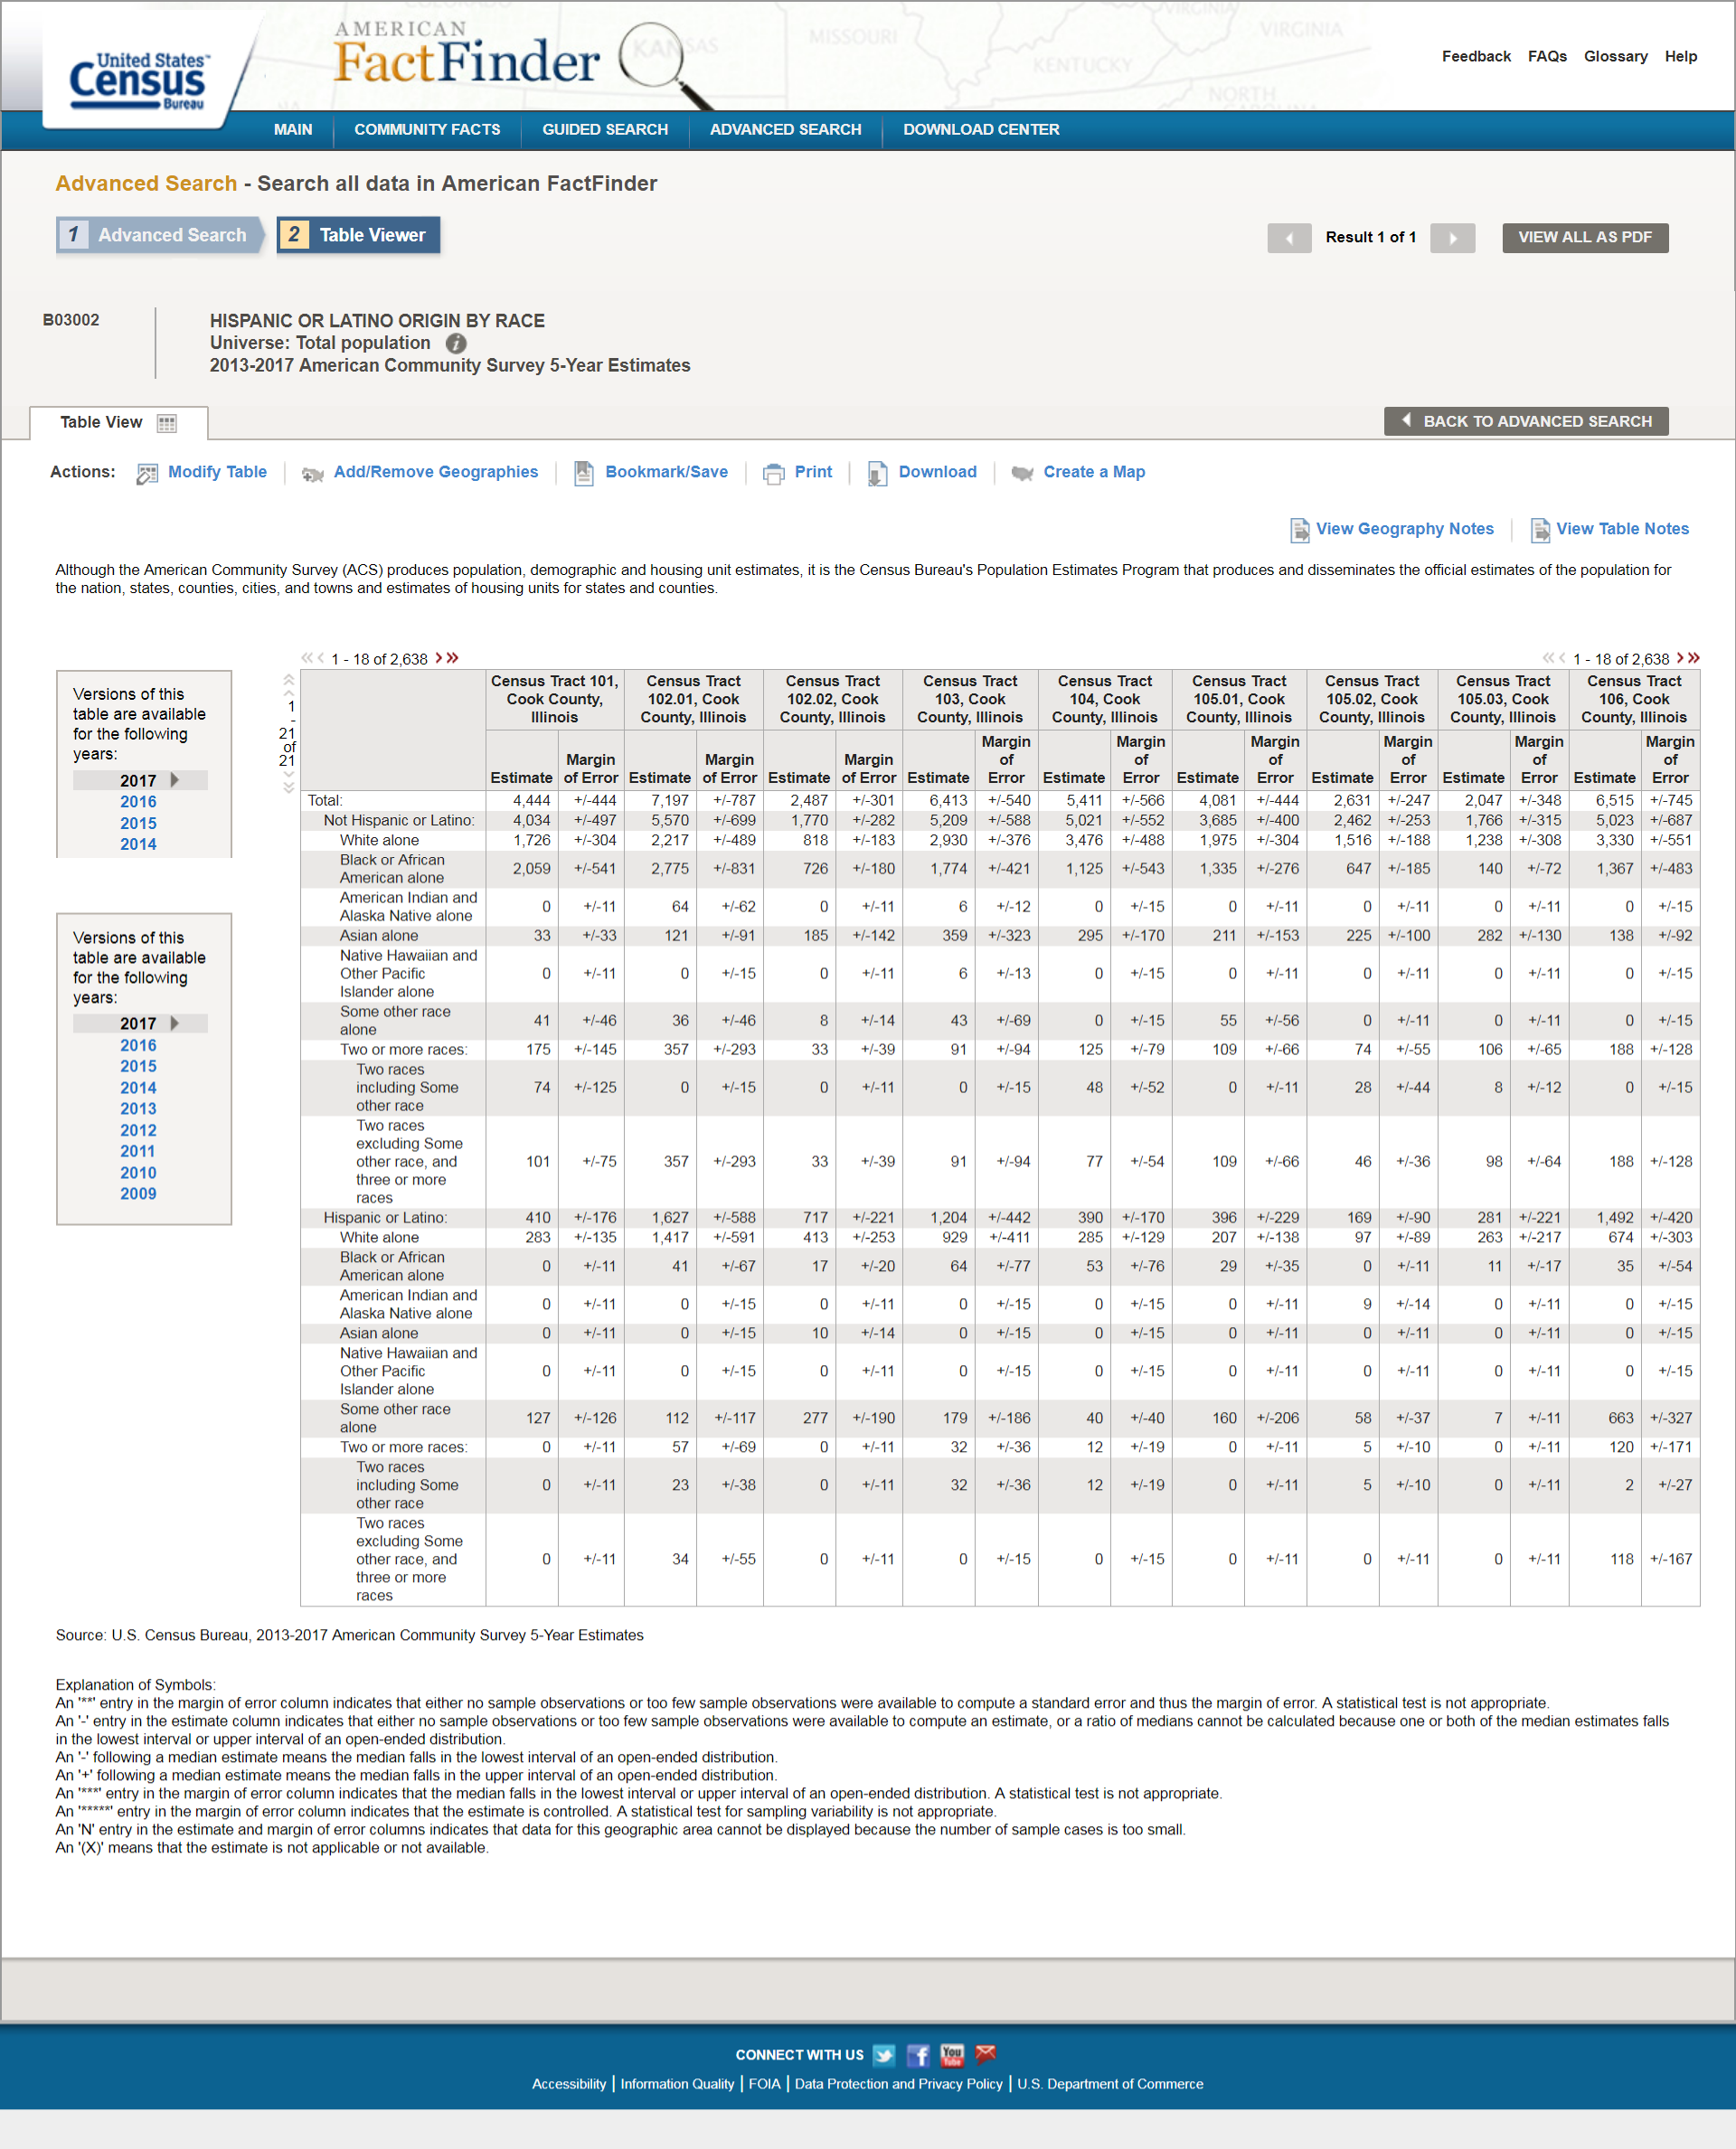 COLORADO
KANSAS
MISSOURI
KENTUCKY
VIRGINIA
VIRGINIA
NORTH
United States™
Census
Bureau
AMERICAN
FactFinder
Feedback FAQs Glossary Help
MAIN COMMUNITY FACTS GUIDED SEARCH ADVANCED SEARCH DOWNLOAD CENTER
Advanced Search - Search all data in American FactFinder
1 Advanced Search 2 Table Viewer Result 1 of 1 VIEW ALL AS PDF
B03002
HISPANIC OR LATINO ORIGIN BY RACE
Universe: Total population i
2013-2017 American Community Survey 5-Year Estimates
Table View BACK TO ADVANCED SEARCH
Actions: Modify Table Add/Remove Geographies Bookmark/Save Print Download Create a Map
View Geography Notes View Table Notes
Although the American Community Survey (ACS) produces population, demographic and housing unit estimates, it is the Census Bureau's Population Estimates Program that produces and disseminates the official estimates of the population for
the nation, states, counties, cities, and towns and estimates of housing units for states and counties.
Versions of this
table are available
for the following
years:
2017
2016
2015
2014
Versions of this
table are available
for the following
years:
2017
2016
2015
2014
2013
2012
2011
2010
2009
1 - 18 of 2,638 1 - 18 of 2,638
1
-
21
of
21
Census Tract 101, Census Tract Census Tract Census Tract Census Tract Census Tract Census Tract Census Tract Census Tract
Cook County, 102.01, Cook 102.02, Cook 103, Cook 104, Cook 105.01, Cook 105.02, Cook 105.03, Cook 106, Cook
Illinois County, Illinois County, Illinois County, Illinois County, Illinois County, Illinois County, Illinois County, Illinois County, Illinois
Margin Margin Margin Margin Margin Margin
Margin Margin Margin of of of of of of
Estimate of Error Estimate of Error Estimate of Error Estimate Error Estimate Error Estimate Error Estimate Error Estimate Error Estimate Error
Total: 4,444 +/-444 7,197 +/-787 2,487 +/-301 6,413 +/-540 5,411 +/-566 4,081 +/-444 2,631 +/-247 2,047 +/-348 6,515 +/-745
Not Hispanic or Latino: 4,034 +/-497 5,570 +/-699 1,770 +/-282 5,209 +/-588 5,021 +/-552 3,685 +/-400 2,462 +/-253 1,766 +/-315 5,023 +/-687
White alone 1,726 +/-304 2,217 +/-489 818 +/-183 2,930 +/-376 3,476 +/-488 1,975 +/-304 1,516 +/-188 1,238 +/-308 3,330 +/-551
Black or African
American alone 2,059 +/-541 2,775 +/-831 726 +/-180 1,774 +/-421 1,125 +/-543 1,335 +/-276 647 +/-185 140 +/-72 1,367 +/-483
American Indian and
Alaska Native alone 0 +/-11 64 +/-62 0 +/-11 6 +/-12 0 +/-15 0 +/-11 0 +/-11 0 +/-11 0 +/-15
Asian alone 33 +/-33 121 +/-91 185 +/-142 359 +/-323 295 +/-170 211 +/-153 225 +/-100 282 +/-130 138 +/-92
Native Hawaiian and
Other Pacific 0 +/-11 0 +/-15 0 +/-11 6 +/-13 0 +/-15 0 +/-11 0 +/-11 0 +/-11 0 +/-15
Islander alone
Some other race
alone 41 +/-46 36 +/-46 8 +/-14 43 +/-69 0 +/-15 55 +/-56 0 +/-11 0 +/-11 0 +/-15
Two or more races: 175 +/-145 357 +/-293 33 +/-39 91 +/-94 125 +/-79 109 +/-66 74 +/-55 106 +/-65 188 +/-128
Two races
including Some 74 +/-125 0 +/-15 0 +/-11 0 +/-15 48 +/-52 0 +/-11 28 +/-44 8 +/-12 0 +/-15
other race
Two races
excluding Some
other race, and 101 +/-75 357 +/-293 33 +/-39 91 +/-94 77 +/-54 109 +/-66 46 +/-36 98 +/-64 188 +/-128
three or more
races
Hispanic or Latino: 410 +/-176 1,627 +/-588 717 +/-221 1,204 +/-442 390 +/-170 396 +/-229 169 +/-90 281 +/-221 1,492 +/-420
White alone 283 +/-135 1,417 +/-591 413 +/-253 929 +/-411 285 +/-129 207 +/-138 97 +/-89 263 +/-217 674 +/-303
Black or African
American alone 0 +/-11 41 +/-67 17 +/-20 64 +/-77 53 +/-76 29 +/-35 0 +/-11 11 +/-17 35 +/-54
American Indian and
Alaska Native alone 0 +/-11 0 +/-15 0 +/-11 0 +/-15 0 +/-15 0 +/-11 9 +/-14 0 +/-11 0 +/-15
Asian alone 0 +/-11 0 +/-15 10 +/-14 0 +/-15 0 +/-15 0 +/-11 0 +/-11 0 +/-11 0 +/-15
Native Hawaiian and
Other Pacific 0 +/-11 0 +/-15 0 +/-11 0 +/-15 0 +/-15 0 +/-11 0 +/-11 0 +/-11 0 +/-15
Islander alone
Some other race
alone 127 +/-126 112 +/-117 277 +/-190 179 +/-186 40 +/-40 160 +/-206 58 +/-37 7 +/-11 663 +/-327
Two or more races: 0 +/-11 57 +/-69 0 +/-11 32 +/-36 12 +/-19 0 +/-11 5 +/-10 0 +/-11 120 +/-171
Two races
including Some 0 +/-11 23 +/-38 0 +/-11 32 +/-36 12 +/-19 0 +/-11 5 +/-10 0 +/-11 2 +/-27
other race
Two races
excluding Some
other race, and 0 +/-11 34 +/-55 0 +/-11 0 +/-15 0 +/-15 0 +/-11 0 +/-11 0 +/-11 118 +/-167
three or more
races
Source: U.S. Census Bureau, 2013-2017 American Community Survey 5-Year Estimates
Explanation of Symbols:
An '**' entry in the margin of error column indicates that either no sample observations or too few sample observations were available to compute a standard error and thus the margin of error. A statistical test is not appropriate.
An '-' entry in the estimate column indicates that either no sample observations or too few sample observations were available to compute an estimate, or a ratio of medians cannot be calculated because one or both of the median estimates falls
in the lowest interval or upper interval of an open-ended distribution.
An '-' following a median estimate means the median falls in the lowest interval of an open-ended distribution.
An '+' following a median estimate means the median falls in the upper interval of an open-ended distribution.
An '***' entry in the margin of error column indicates that the median falls in the lowest interval or upper interval of an open-ended distribution. A statistical test is not appropriate.
An '*****' entry in the margin of error column indicates that the estimate is controlled. A statistical test for sampling variability is not appropriate.
An 'N' entry in the estimate and margin of error columns indicates that data for this geographic area cannot be displayed because the number of sample cases is too small.
An '(X)' means that the estimate is not applicable or not available.
CONNECT WITH US f You Tube
Accessibility | Information Quality | FOIA | Data Protection and Privacy Policy | U.S. Department of Commerce